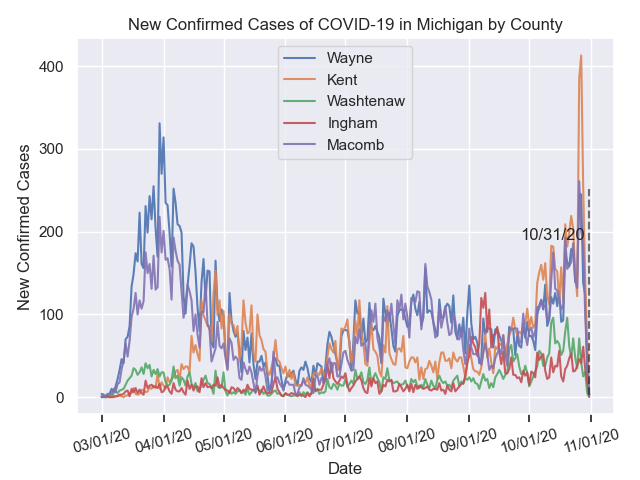 New Confirmed Cases of COVID-19 in Michigan by County
Wayne
Kent
Washtenaw
Ingham
Macomb
10/31/20
New Confirmed Cases
400
300
200
100
0
03/01/20 04/01/20 05/01/20 06/01/20 07/01/20 08/01/20 09/01/20 10/01/20 11/01/20
Date